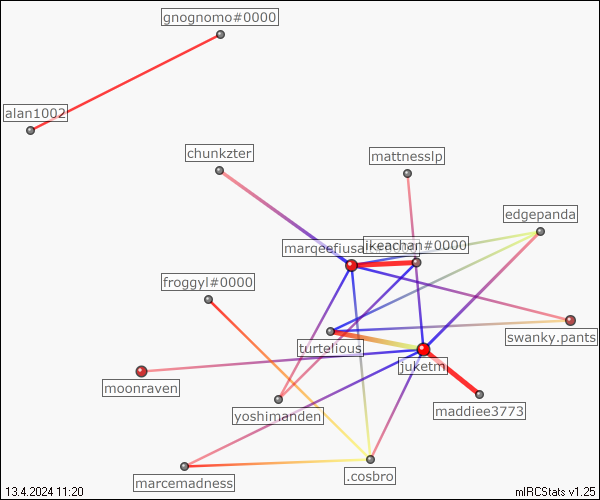 gnognomo#0000
alan1002
chunkzter
mattnesslp
edgepanda
ikeachan#0000
froggyl#0000
turtelious
swanky.pants
juketm
moonraven
maddiee3773
yoshimanden
.cosbro
marcemadness
13.4.2024 11:20
mIRCStats v1.25